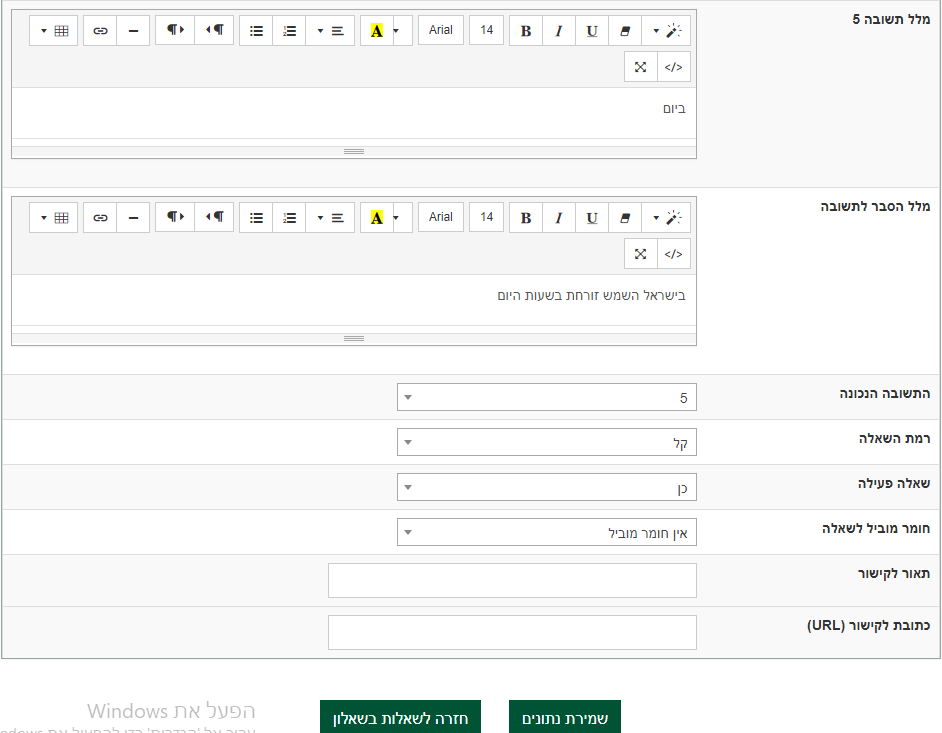 מלל תשובה 5
Arial
14
B I U
</>
ביום
מלל הסבר לתשובה
Arial
14
B I U
</>
בישראל השמש זורחת בשעות היום
התשובה הנכונה
5
רמת השאלה
קל
שאלה פעילה
כן
חומר מוביל לשאלה
אין חומר מוביל
תאור לקישור
כתובת לקישור (URL)
שמירת נתונים
חזרה לשאלות בשאלון
הפעל את Windows